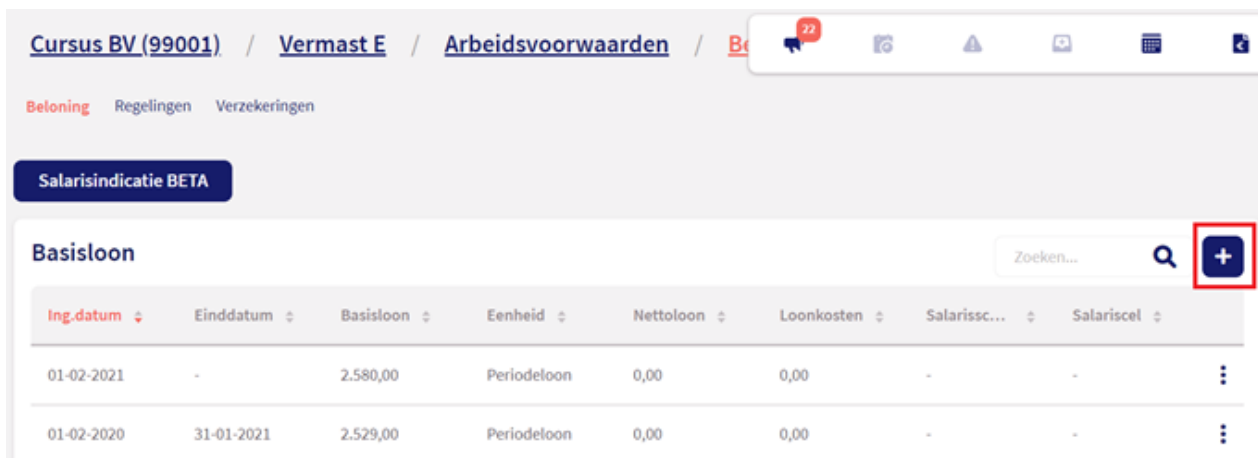 Cursus BV (99001) / Vermast E / Arbeidsvoorwaarden /
22
Beloning Regelingen Verzekeringen
Salarisindicatie BETA
Basisloon
Zoeken...
Ing.datum Einddatum Basisloon Eenheid Nettoloon Loonkosten Salarissc... Salariscel
01-02-2021 - 2.580,00 Periodeloon 0,00 0,00 - -
01-02-2020 31-01-2021 2.529,00 Periodeloon 0,00 0,00 - -